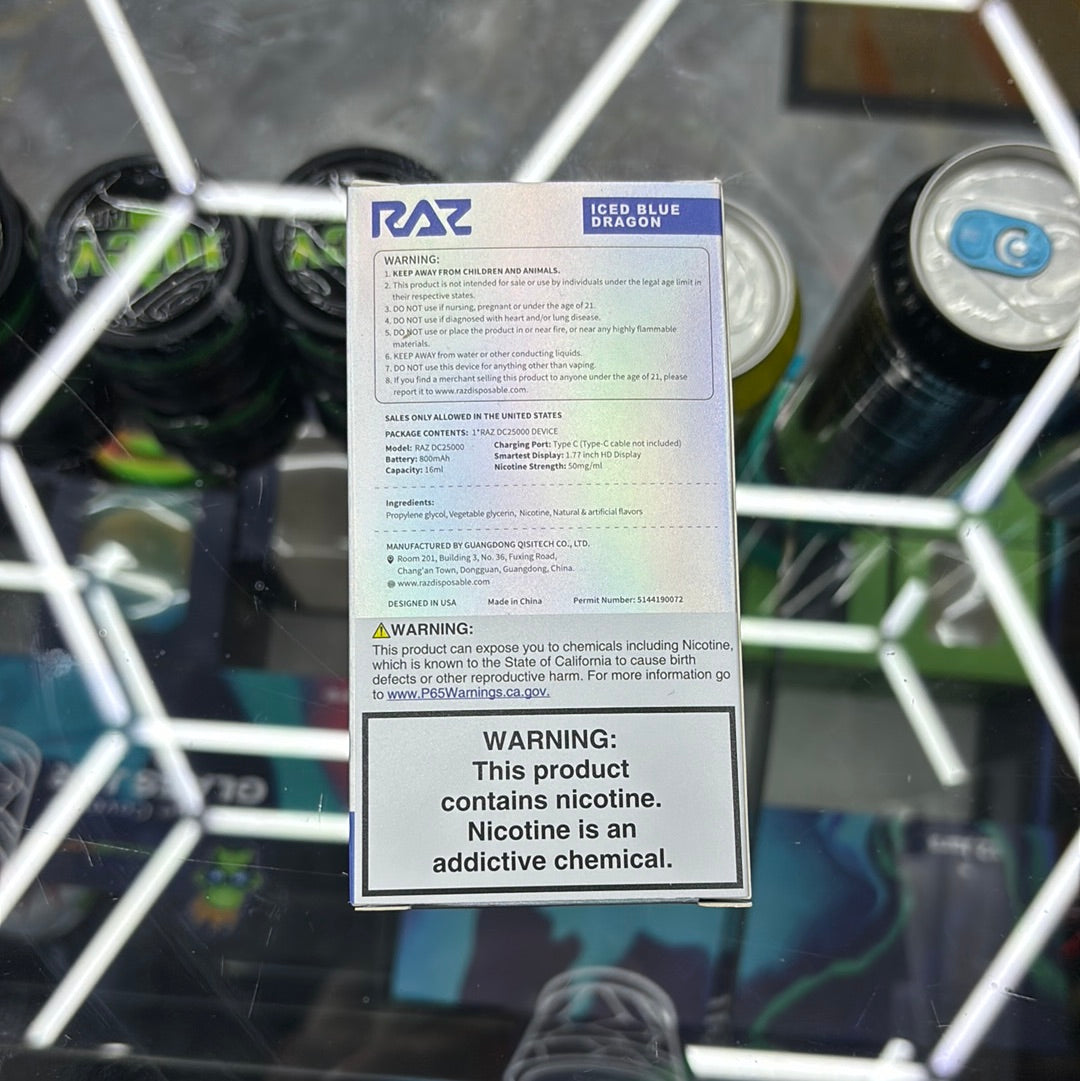 RAZ
ICED BLUE
DRAGON
WARNING:
1. KEEP AWAY FROM CHILDREN AND ANIMALS.
2. This product is not intended for sale or use by individuals under the legal age limit in
their respective states.
3. DO NOT use if nursing, pregnant or under the age of 21.
4. DO NOT use if diagnosed with heart and/or lung disease.
5. DO NOT use or place the product in or near fire, or near any highly flammable
materials.
6. KEEP AWAY from water or other conducting liquids.
7. DO NOT use this device for anything other than vaping.
8. If you find a merchant selling this product to anyone under the age of 21, please
report it to www.razdisposable.com.
SALES ONLY ALLOWED IN THE UNITED STATES
PACKAGE CONTENTS: 1*RAZ DC25000 DEVICE
Model: RAZ DC25000
Battery: 800mAh
Capacity: 16ml
Charging Port: Type C (Type-C cable not included)
Smartest Display: 1.77 inch HD Display
Nicotine Strength: 50mg/ml
Ingredients:
Propylene glycol, Vegetable glycerin, Nicotine, Natural & artificial flavors
MANUFACTURED BY GUANGDONG QISITECH CO., LTD.
Room 201, Building 3, No. 36, Fuxing Road,
Chang'an Town, Dongguan, Guangdong, China.
www.razdisposable.com
DESIGNED IN USA Made in China Permit Number: 5144190072
WARNING:
This product can expose you to chemicals including Nicotine,
which is known to the State of California to cause birth
defects or other reproductive harm. For more information go
to www.P65Warnings.ca.gov.
WARNING:
This product
contains nicotine.
Nicotine is an
addictive chemical.